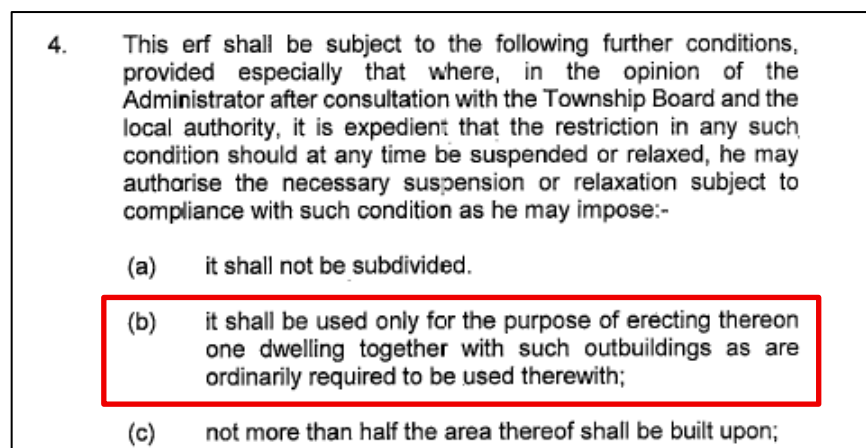 4. This erf shall be subject to the following further conditions,
provided especially that where, in the opinion of the
Administrator after consultation with the Township Board and the
local authority, it is expedient that the restriction in any such
condition should at any time be suspended or relaxed, he may
authorise the necessary suspension or relaxation subject to
compliance with such condition as he may impose:-
(a) it shall not be subdivided.
(b) it shall be used only for the purpose of erecting thereon
one dwelling together with such outbuildings as are
ordinarily required to be used therewith;
(c) not more than half the area thereof shall be built upon;